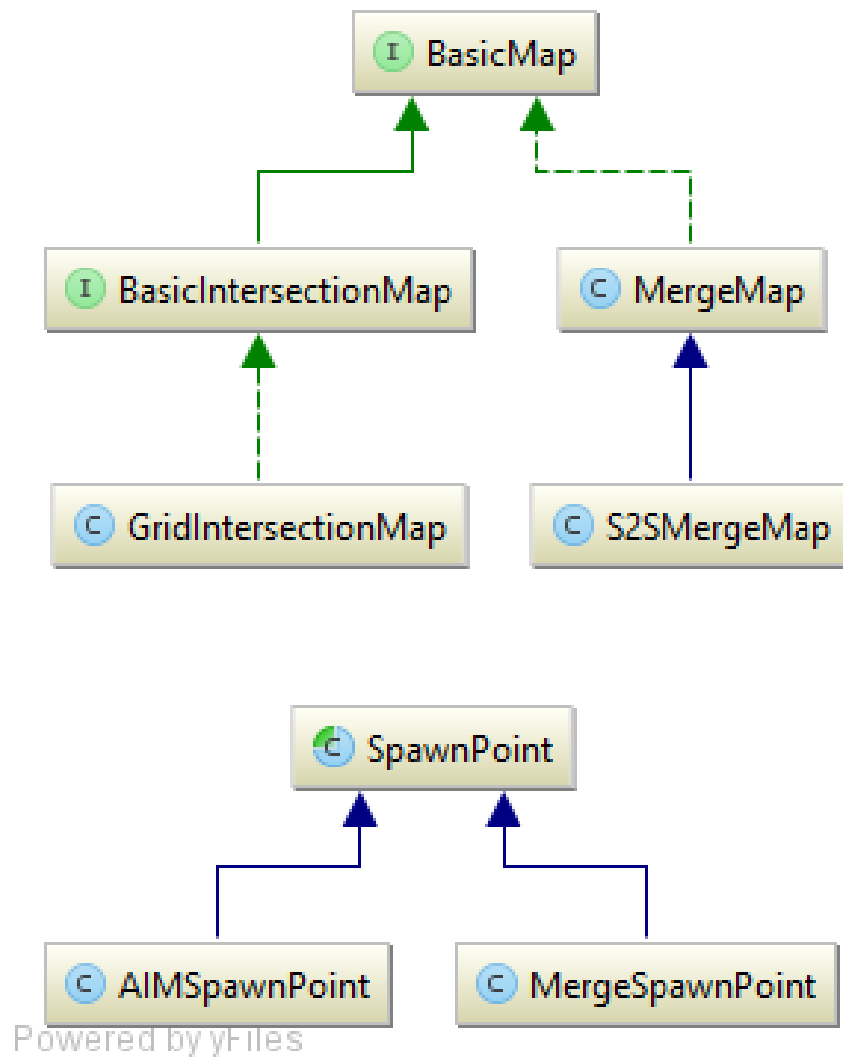 I BasicMap
I BasicIntersectionMap
C MergeMap
C GridIntersectionMap
C S2SMergeMap
C SpawnPoint
C AIMSpawnPoint
C MergeSpawnPoint
Powered by yFiles